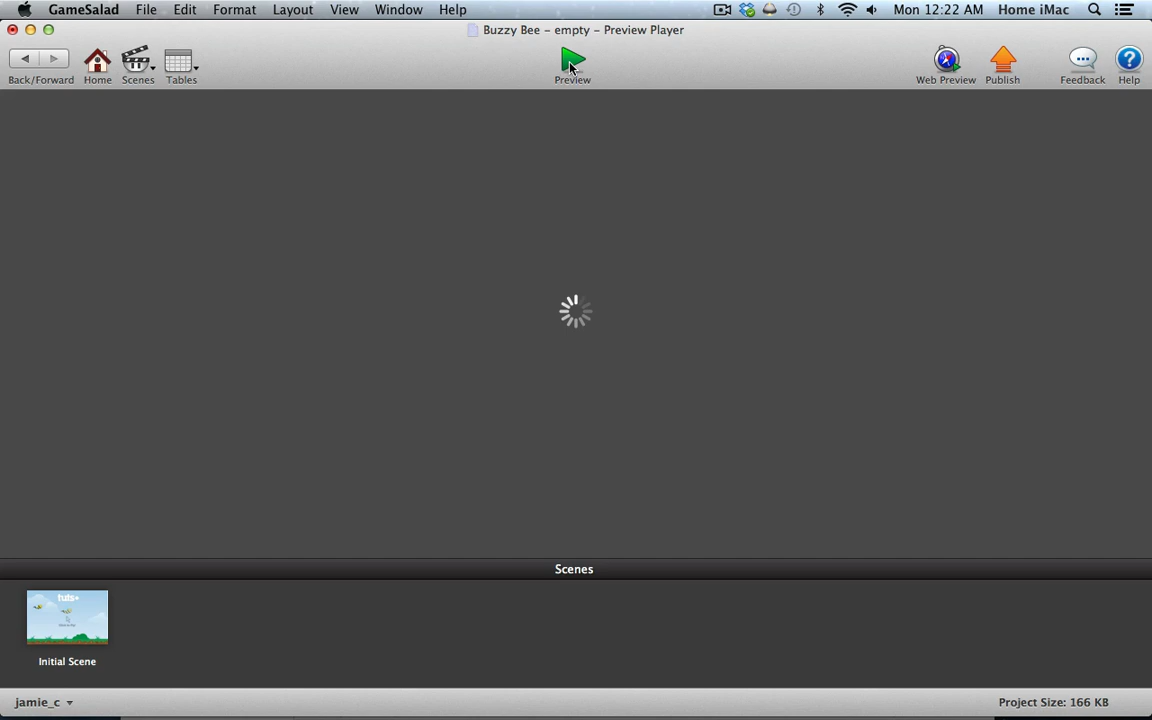 GameSalad File Edit Format Layout View Window Help Mon 12:22 AM Home iMac
Buzzy Bee – empty – Preview Player
Back/Forward Home Scenes Tables Preview Web Preview Publish Feedback Help
Scenes
tuts+
Initial Scene
jamie_c Project Size: 166 KB